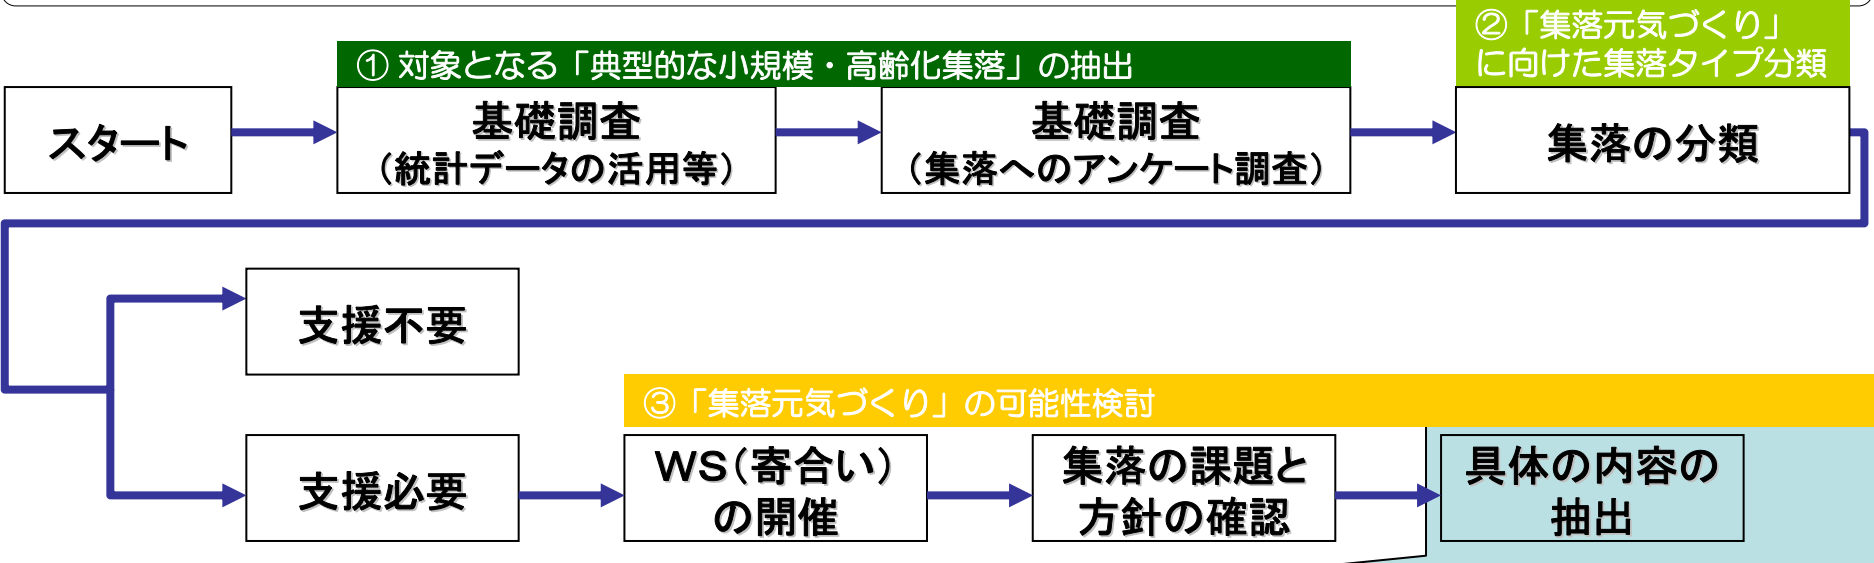 ②「集落元気づくり」
に向けた集落タイプ分類
① 対象となる「典型的な小規模・高齢化集落」の抽出
スタート
基礎調査
（統計データの活用等）
基礎調査
（集落へのアンケート調査）
集落の分類
支援不要
③「集落元気づくり」の可能性検討
支援必要
WS（寄合い）
の開催
集落の課題と
方針の確認
具体の内容の
抽出